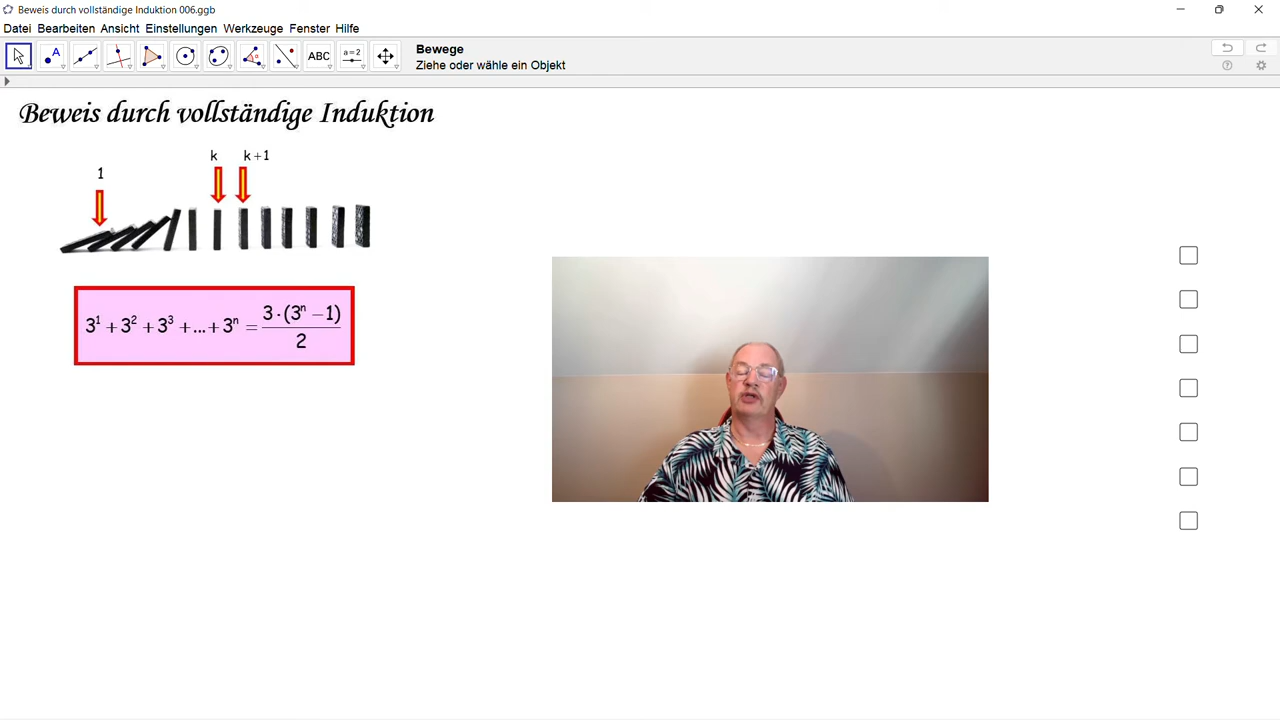 Beweis durch vollständige Induktion 006.ggb
Datei Bearbeiten Ansicht Einstellungen Werkzeuge Fenster Hilfe
A
ABC
a=2
Bewege
Ziehe oder wähle ein Objekt
Beweis durch vollständige Induktion
1
k
k+1
3¹ + 3² + 3³ + ... + 3ⁿ = 3·(3ⁿ − 1) / 2